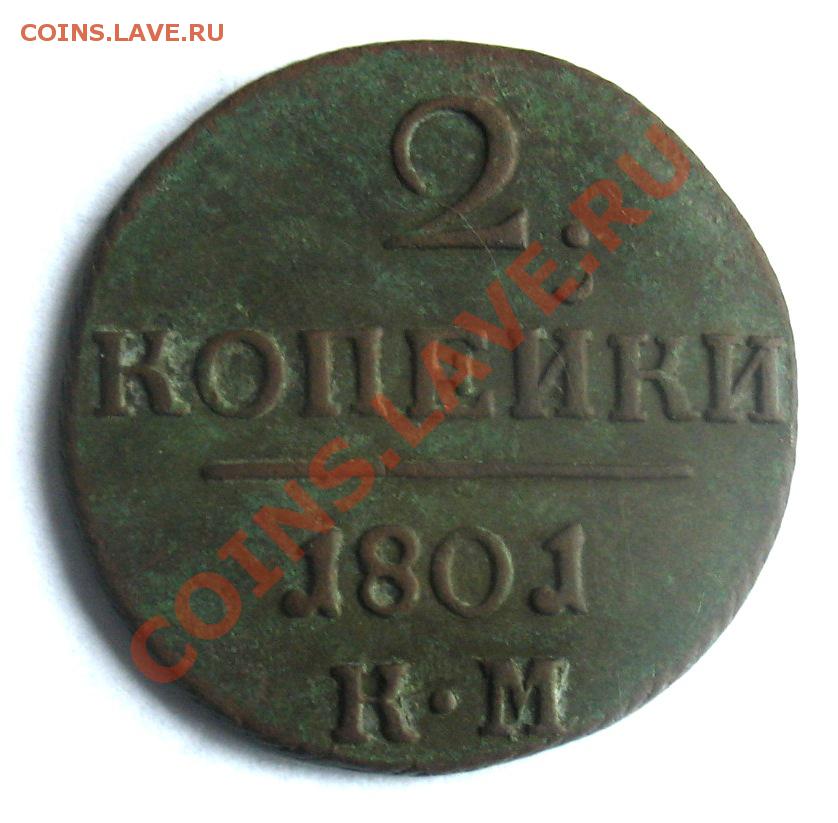 COINS.LAVE.RU
COINS.LAVE.RU
2.
КОПЕЙКИ
1801
К·М